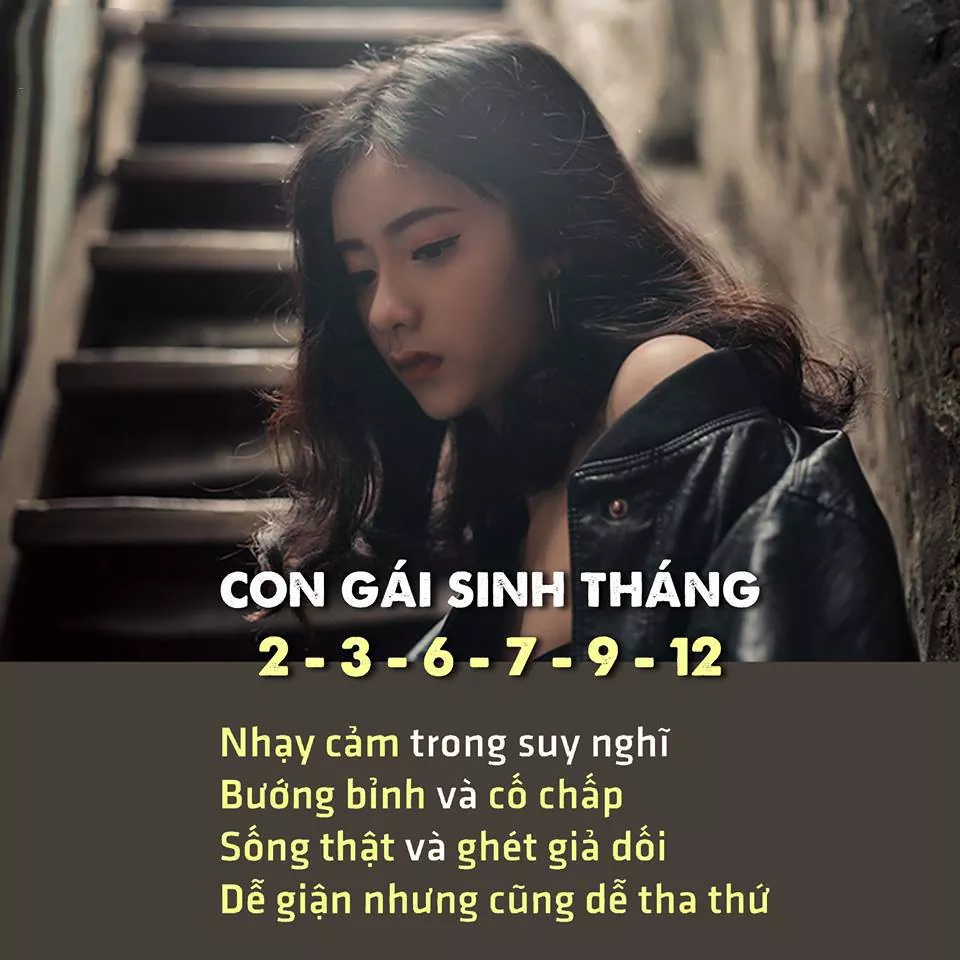 CON GÁI SINH THÁNG
2 - 3 - 6 - 7 - 9 - 12
Nhạy cảm trong suy nghĩ
Bướng bỉnh và cố chấp
Sống thật và ghét giả dối
Dễ giận nhưng cũng dễ tha thứ